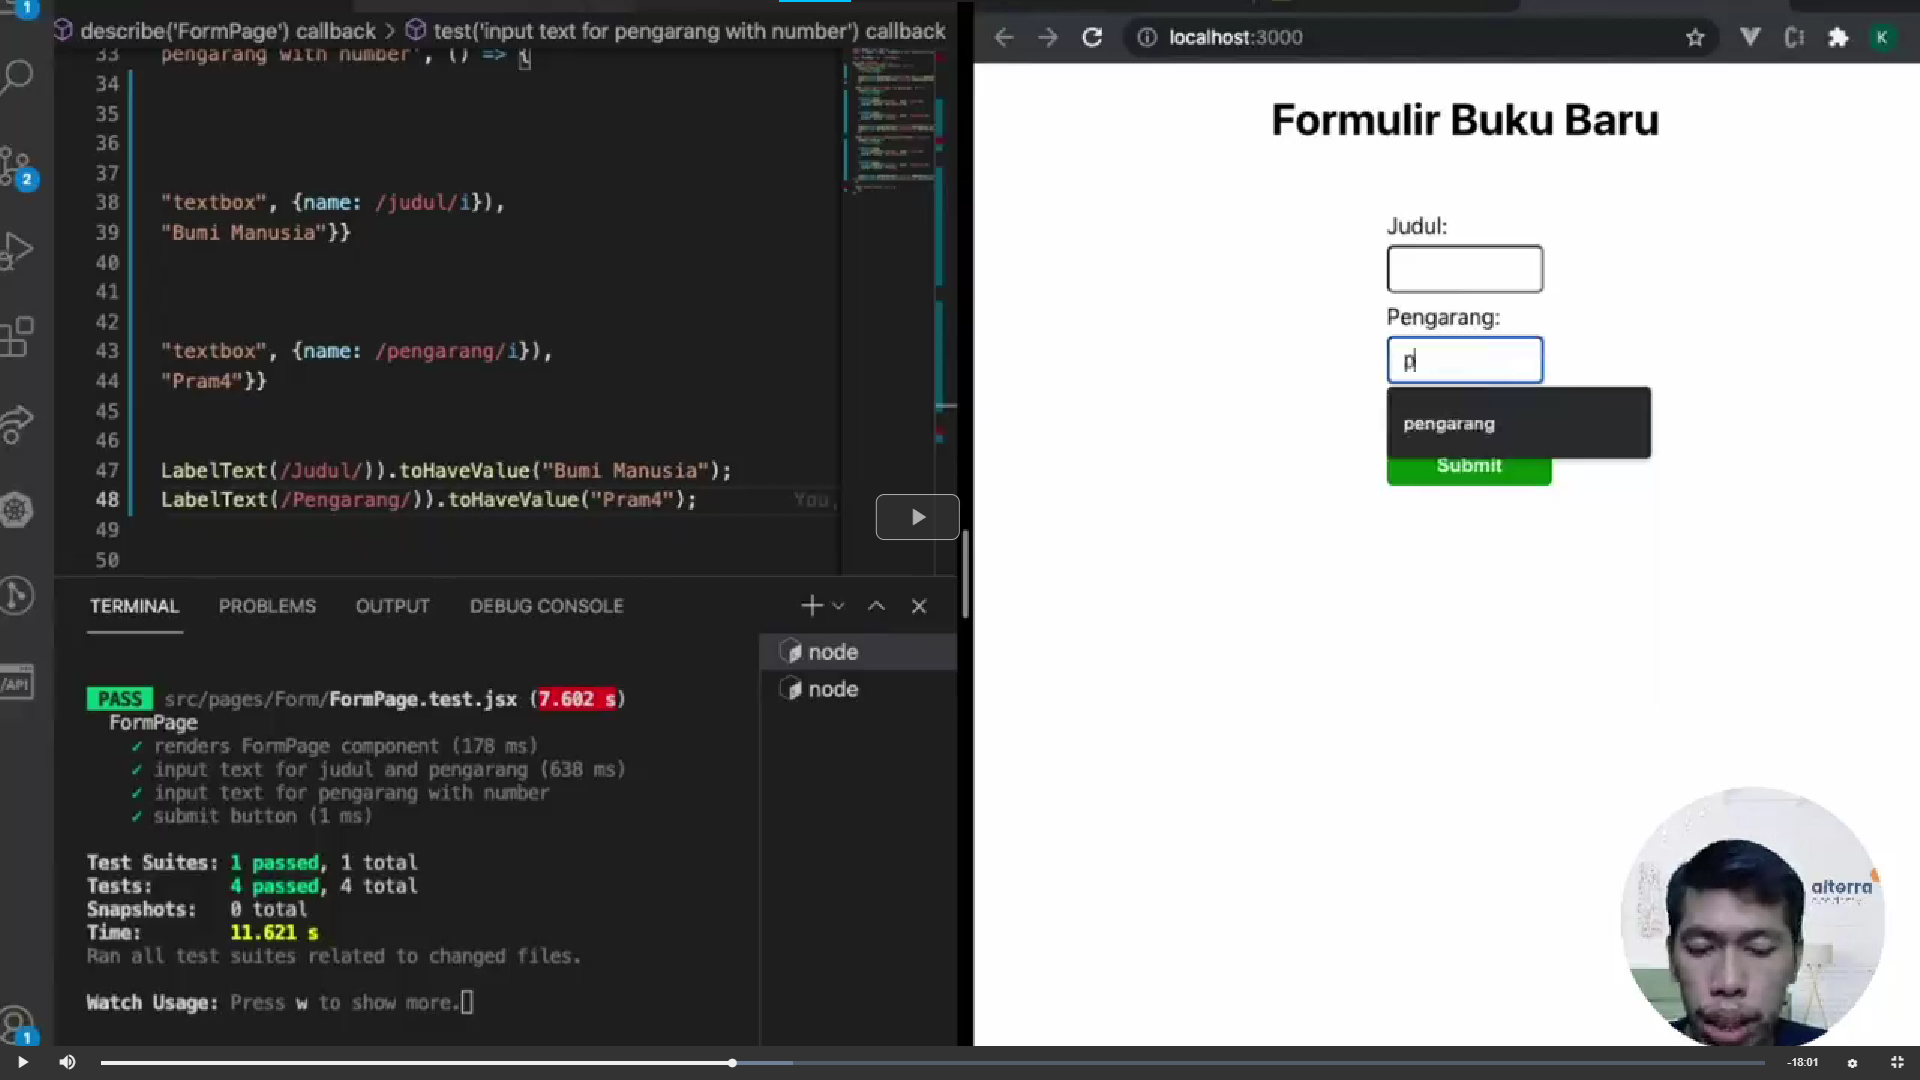 1
describe('FormPage') callback > test('input text for pengarang with number') callback
33 pengarang with number', () => {
34
35
36
37
38 "textbox", {name: /judul/i}),
39 "Bumi Manusia"}}
40
41
42
43 "textbox", {name: /pengarang/i}),
44 "Pram4"}}
45
46
47 LabelText(/Judul/)).toHaveValue("Bumi Manusia");
48 LabelText(/Pengarang/)).toHaveValue("Pram4"); You,
49
50
2
/API
1
TERMINAL PROBLEMS OUTPUT DEBUG CONSOLE
node
node
PASS src/pages/Form/FormPage.test.jsx (7.602 s)
FormPage
✓ renders FormPage component (178 ms)
✓ input text for judul and pengarang (638 ms)
✓ input text for pengarang with number
✓ submit button (1 ms)
Test Suites: 1 passed, 1 total
Tests: 4 passed, 4 total
Snapshots: 0 total
Time: 11.621 s
Ran all test suites related to changed files.
Watch Usage: Press w to show more.
localhost:3000
K
Formulir Buku Baru
Judul:
Pengarang:
p
pengarang
Submit
alterra
-18:01